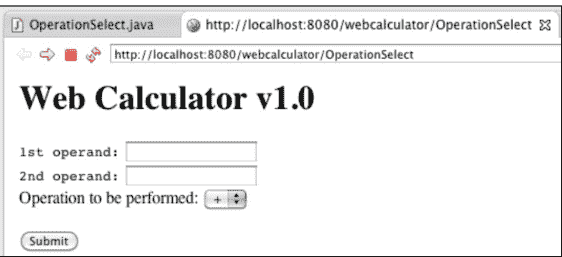 OperationSelect.java http://localhost:8080/webcalculator/OperationSelect
http://localhost:8080/webcalculator/OperationSelect
Web Calculator v1.0
1st operand:
2nd operand:
Operation to be performed: +
Submit